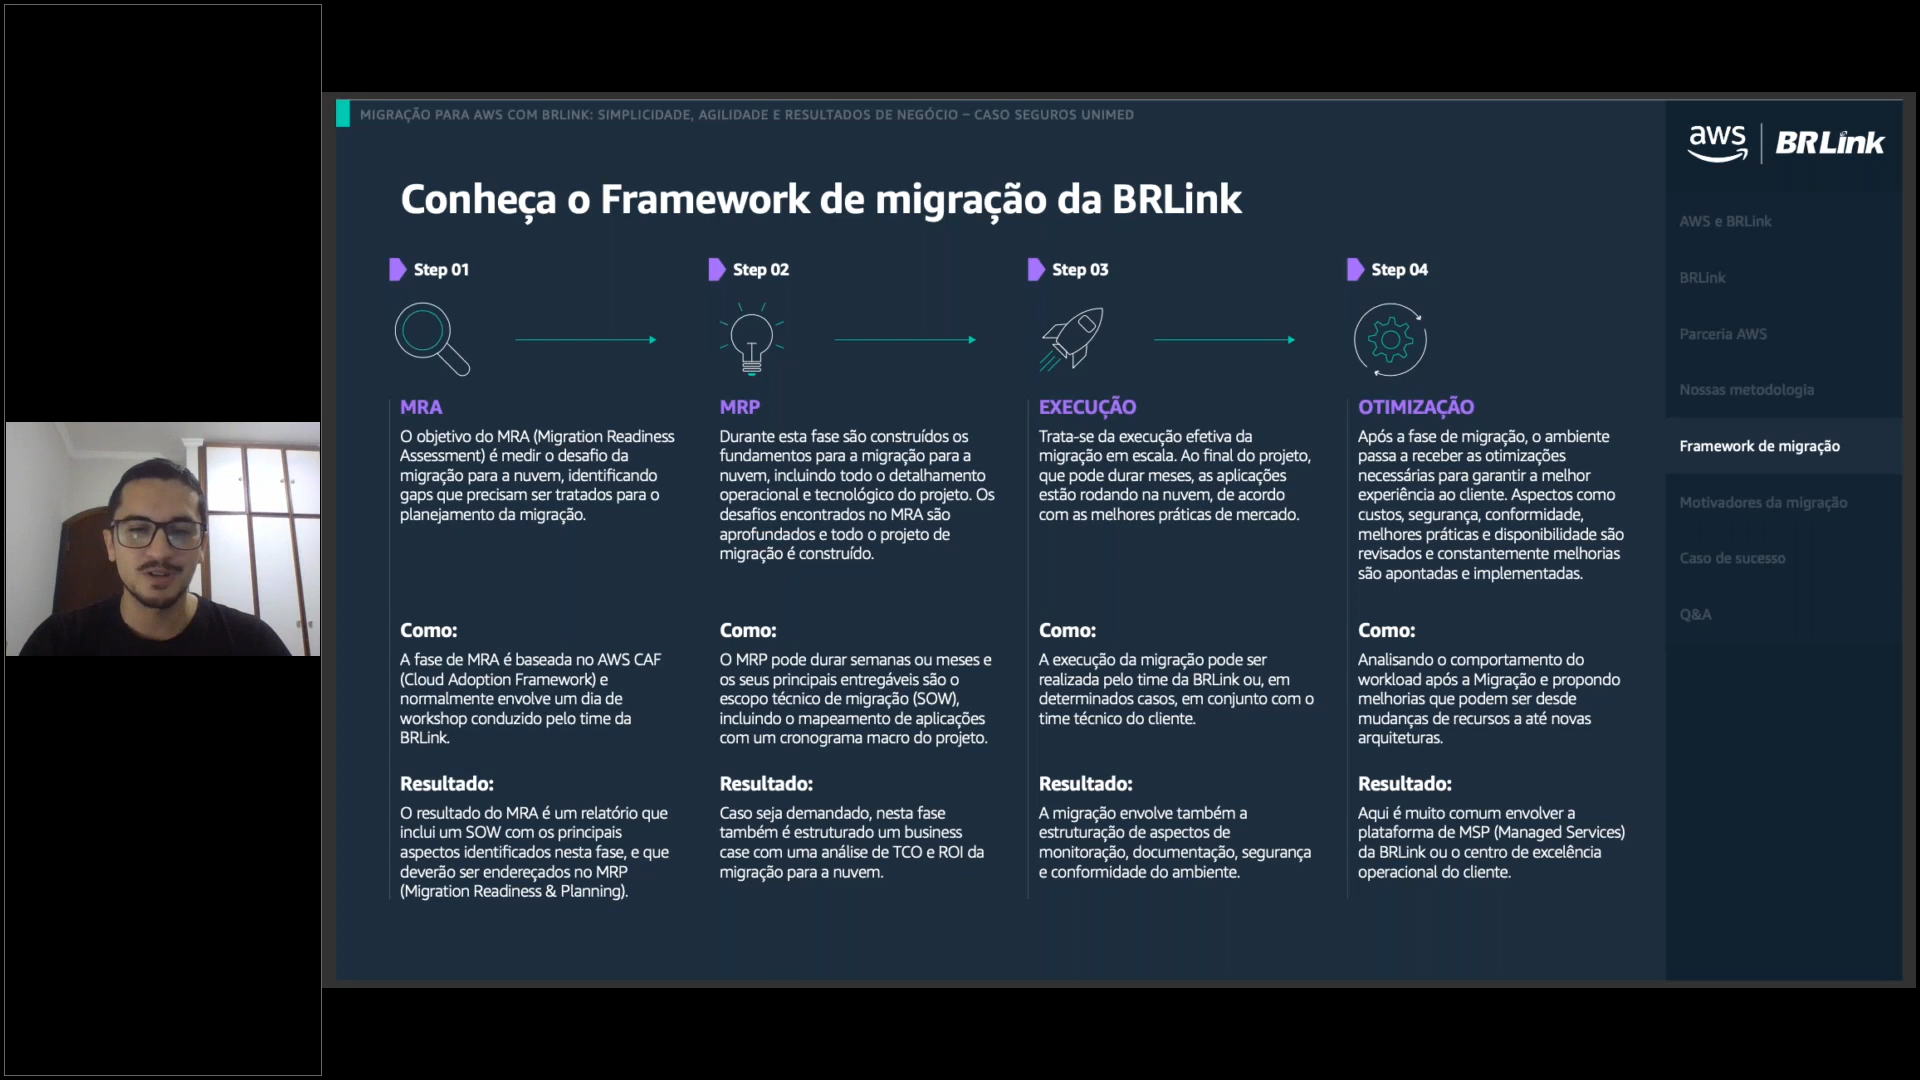 MIGRAÇÃO PARA AWS COM BRLINK: SIMPLICIDADE, AGILIDADE E RESULTADOS DE NEGÓCIO – CASO SEGUROS UNIMED
aws | BRLink
Conheça o Framework de migração da BRLink
Step 01
MRA
O objetivo do MRA (Migration Readiness
Assessment) é medir o desafio da
migração para a nuvem, identificando
gaps que precisam ser tratados para o
planejamento da migração.
Como:
A fase de MRA é baseada no AWS CAF
(Cloud Adoption Framework) e
normalmente envolve um dia de
workshop conduzido pelo time da
BRLink.
Resultado:
O resultado do MRA é um relatório que
inclui um SOW com os principais
aspectos identificados nesta fase, e que
deverão ser endereçados no MRP
(Migration Readiness & Planning).
Step 02
MRP
Durante esta fase são construídos os
fundamentos para a migração para a
nuvem, incluindo todo o detalhamento
operacional e tecnológico do projeto. Os
desafios encontrados no MRA são
aprofundados e todo o projeto de
migração é construído.
Como:
O MRP pode durar semanas ou meses e
os seus principais entregáveis são o
escopo técnico de migração (SOW),
incluindo o mapeamento de aplicações
com um cronograma macro do projeto.
Resultado:
Caso seja demandado, nesta fase
também é estruturado um business
case com uma análise de TCO e ROI da
migração para a nuvem.
Step 03
EXECUÇÃO
Trata-se da execução efetiva da
migração em escala. Ao final do projeto,
que pode durar meses, as aplicações
estão rodando na nuvem, de acordo
com as melhores práticas de mercado.
Como:
A execução da migração pode ser
realizada pelo time da BRLink ou, em
determinados casos, em conjunto com o
time técnico do cliente.
Resultado:
A migração envolve também a
estruturação de aspectos de
monitoração, documentação, segurança
e conformidade do ambiente.
Step 04
OTIMIZAÇÃO
Após a fase de migração, o ambiente
passa a receber as otimizações
necessárias para garantir a melhor
experiência ao cliente. Aspectos como
custos, segurança, conformidade,
melhores práticas e disponibilidade são
revisados e constantemente melhorias
são apontadas e implementadas.
Como:
Analisando o comportamento do
workload após a Migração e propondo
melhorias que podem ser desde
mudanças de recursos a até novas
arquiteturas.
Resultado:
Aqui é muito comum envolver a
plataforma de MSP (Managed Services)
da BRLink ou o centro de excelência
operacional do cliente.
AWS e BRLink
BRLink
Parceria AWS
Nossas metodologia
Framework de migração
Motivadores da migração
Caso de sucesso
Q&A